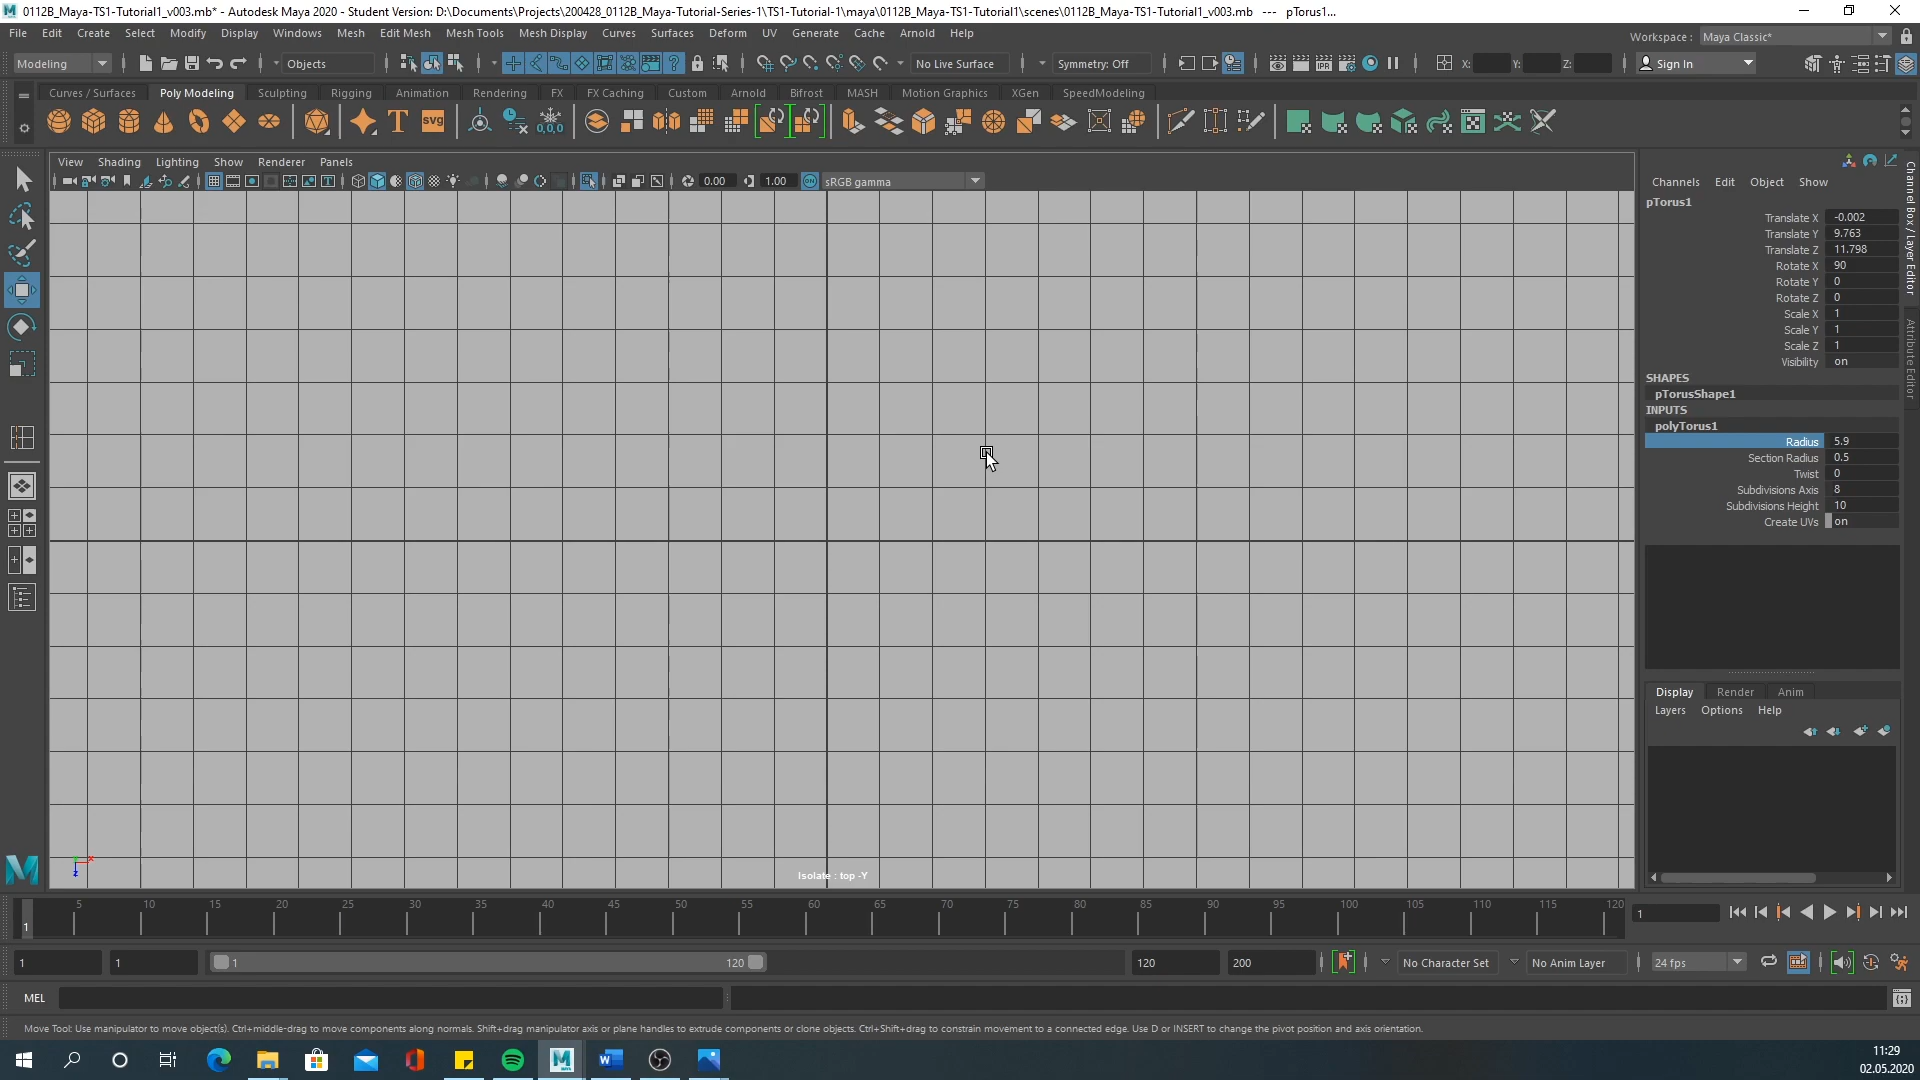 0112B_Maya-TS1-Tutorial1_v003.mb* - Autodesk Maya 2020 - Student Version: D:\Documents\Projects\200428_0112B_Maya-Tutorial-Series-1\TS1-Tutorial-1\maya\0112B_Maya-TS1-Tutorial1\scenes\0112B_Maya-TS1-Tutorial1_v003.mb --- pTorus1...
File Edit Create Select Modify Display Windows Mesh Edit Mesh Mesh Tools Mesh Display Curves Surfaces Deform UV Generate Cache Arnold Help
Workspace : Maya Classic*
Modeling Objects No Live Surface Symmetry: Off X: Y: Z: Sign In
Curves / Surfaces Poly Modeling Sculpting Rigging Animation Rendering FX FX Caching Custom Arnold Bifrost MASH Motion Graphics XGen SpeedModeling
T svg 0,0,0
View Shading Lighting Show Renderer Panels
0.00 1.00 ON sRGB gamma
Channels Edit Object Show
pTorus1
Translate X -0.002
Translate Y 9.763
Translate Z 11.798
Rotate X 90
Rotate Y 0
Rotate Z 0
Scale X 1
Scale Y 1
Scale Z 1
Visibility on
SHAPES
pTorusShape1
INPUTS
polyTorus1
Radius 5.9
Section Radius 0.5
Twist 0
Subdivisions Axis 8
Subdivisions Height 10
Create UVs on
Channel Box / Layer Editor
Attribute Editor
Display Render Anim
Layers Options Help
x
z
Isolate : top -Y
5 10 15 20 25 30 35 40 45 50 55 60 65 70 75 80 85 90 95 100 105 110 115 120
1 1
1 1 1 120 120 200 No Character Set No Anim Layer 24 fps
MEL
Move Tool: Use manipulator to move object(s). Ctrl+middle-drag to move components along normals. Shift+drag manipulator axis or plane handles to extrude components or clone objects. Ctrl+Shift+drag to constrain movement to a connected edge. Use D or INSERT to change the pivot position and axis orientation.
11:29
02.05.2020